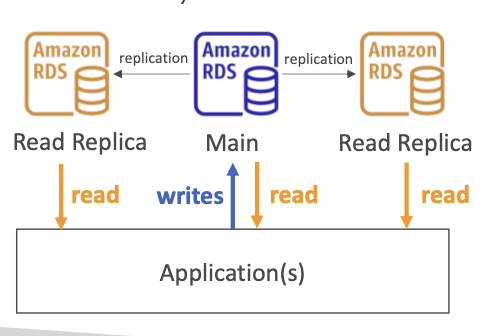 Amazon RDS
replication
Amazon RDS
replication
Amazon RDS
Read Replica
Main
Read Replica
read
writes
read
read
Application(s)